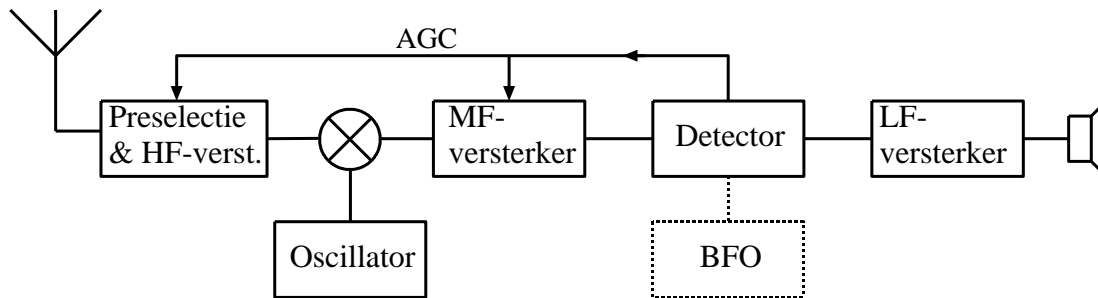 AGC
Preselectie
& HF-verst.
MF-
versterker
Detector
LF-
versterker
Oscillator
BFO